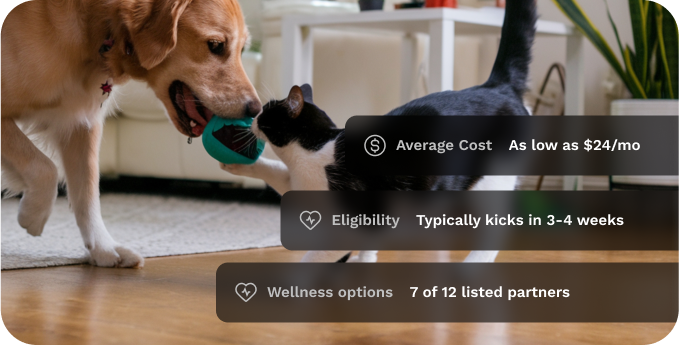 Average Cost As low as $24/mo
Eligibility Typically kicks in 3-4 weeks
Wellness options 7 of 12 listed partners